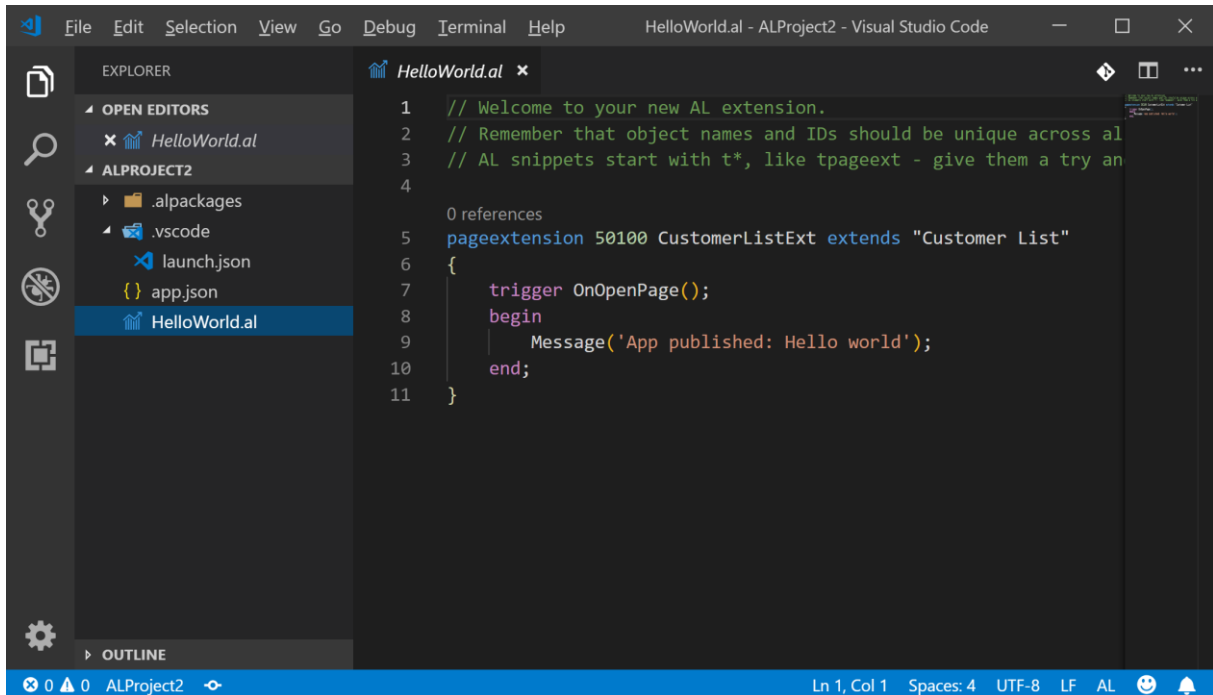 File Edit Selection View Go Debug Terminal Help HelloWorld.al - ALProject2 - Visual Studio Code
EXPLORER
OPEN EDITORS
HelloWorld.al
ALPROJECT2
.alpackages
.vscode
launch.json
{ } app.json
HelloWorld.al
OUTLINE
HelloWorld.al
1 // Welcome to your new AL extension.
2 // Remember that object names and IDs should be unique across al
3 // AL snippets start with t*, like tpageext - give them a try an
4
0 references
5 pageextension 50100 CustomerListExt extends "Customer List"
6 {
7 trigger OnOpenPage();
8 begin
9 Message('App published: Hello world');
10 end;
11 }
0 0 ALProject2 Ln 1, Col 1 Spaces: 4 UTF-8 LF AL